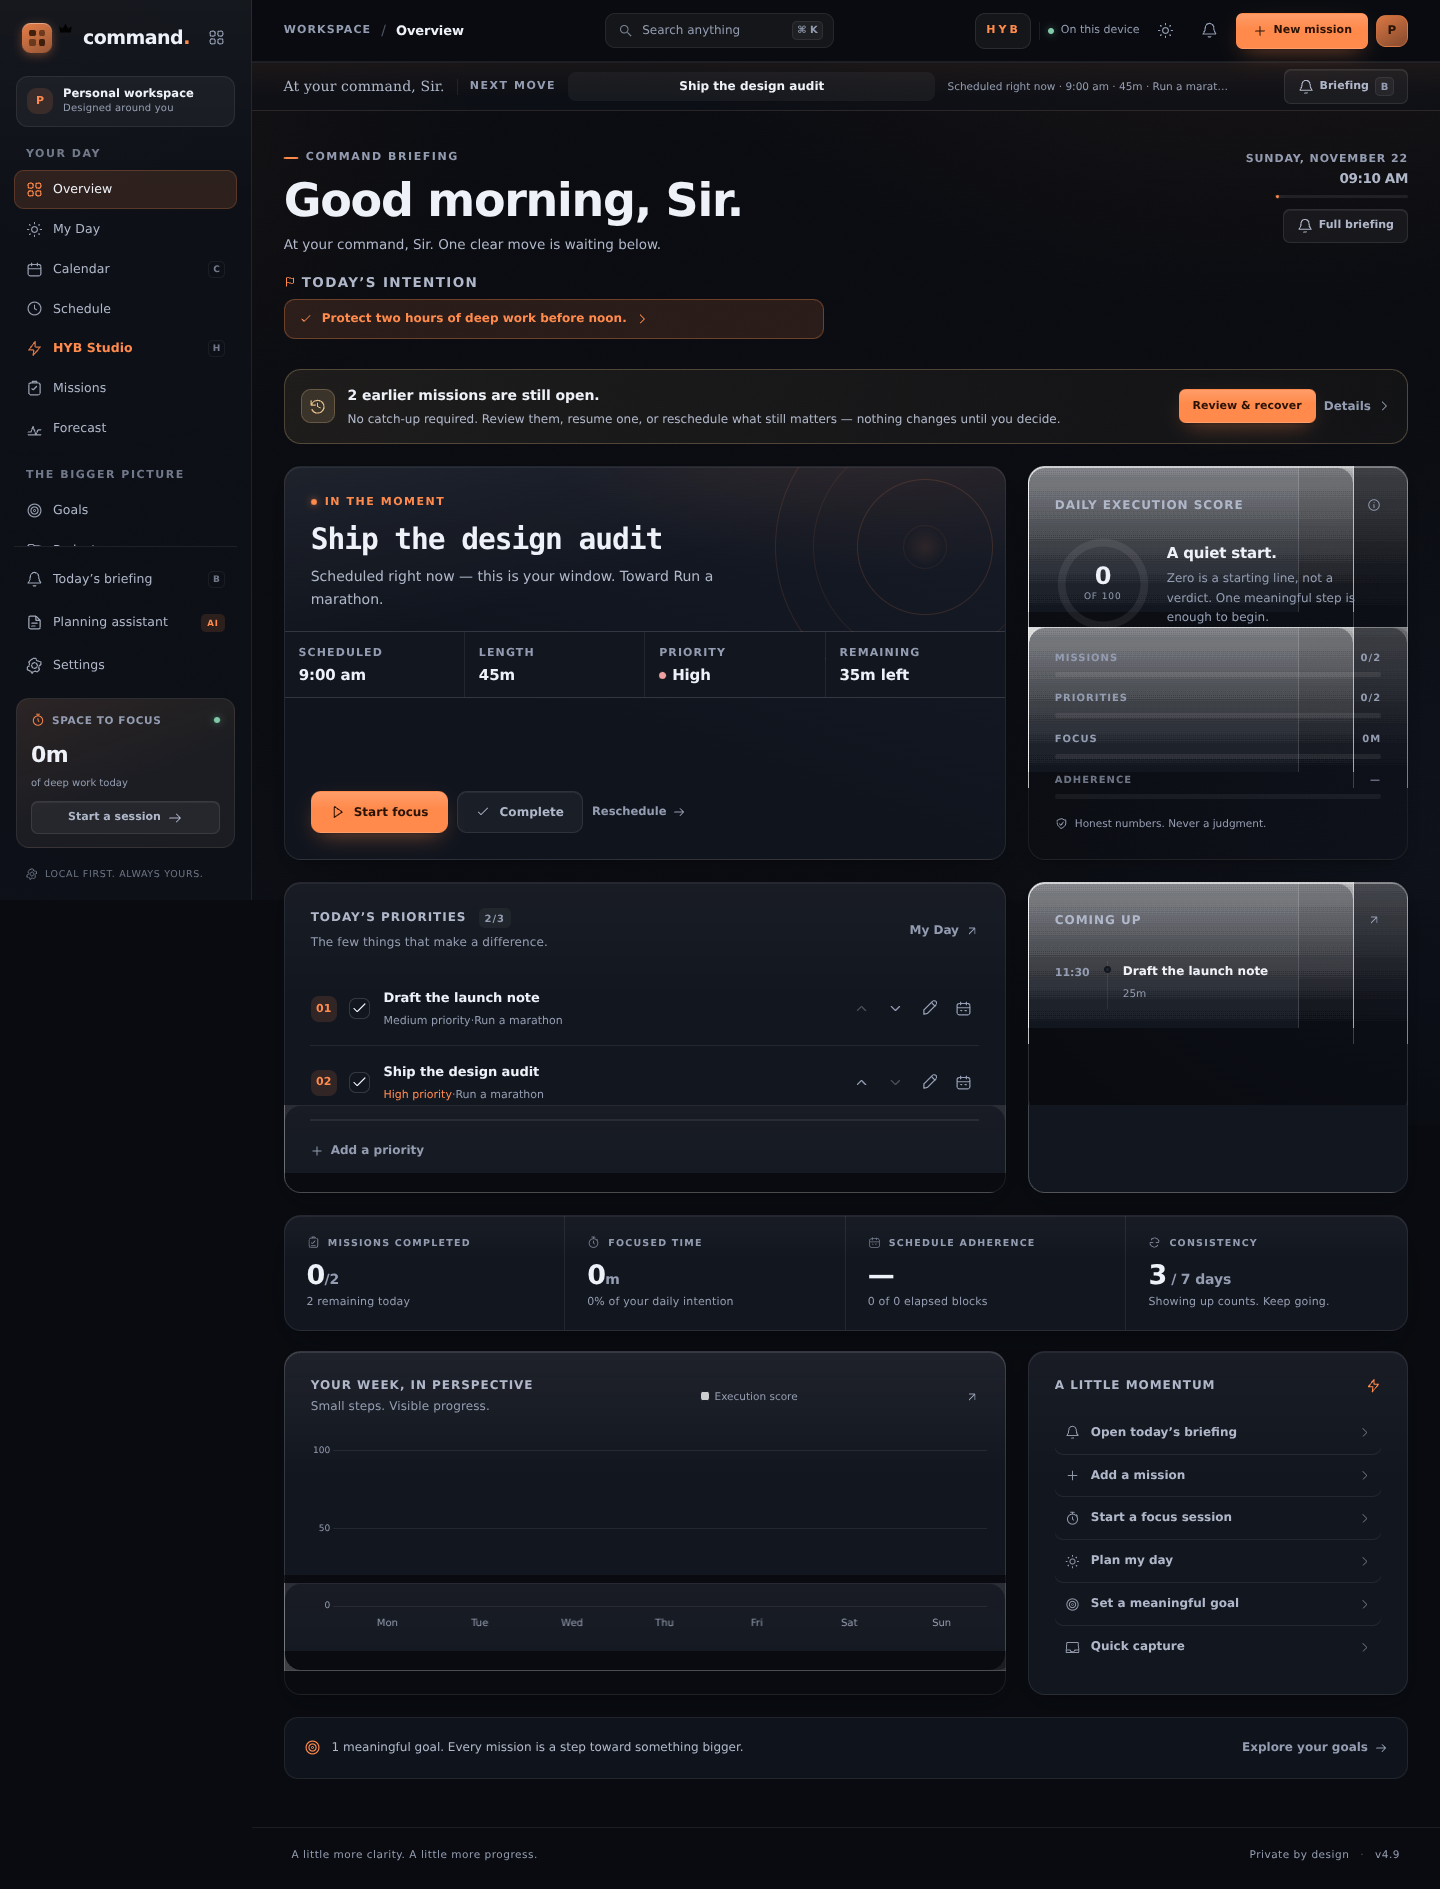 command.
Personal workspace
P
Designed around you
YOUR DAY
Overview
My Day
Calendar C
Schedule
HYB Studio H
Missions
Forecast
THE BIGGER PICTURE
Goals
Today’s briefing B
Planning assistant AI
Settings
SPACE TO FOCUS
0m
of deep work today
Start a session
LOCAL FIRST. ALWAYS YOURS.
WORKSPACE / Overview
Search anything ⌘ K
HYB
On this device
New mission
P
At your command, Sir.
NEXT MOVE
Ship the design audit
Scheduled right now · 9:00 am · 45m · Run a marat…
Briefing B
COMMAND BRIEFING
Good morning, Sir.
At your command, Sir. One clear move is waiting below.
SUNDAY, NOVEMBER 22
09:10 AM
Full briefing
TODAY’S INTENTION
Protect two hours of deep work before noon.
2 earlier missions are still open.
No catch-up required. Review them, resume one, or reschedule what still matters — nothing changes until you decide.
Review & recover
Details
IN THE MOMENT
Ship the design audit
Scheduled right now — this is your window. Toward Run a
marathon.
SCHEDULED LENGTH PRIORITY REMAINING
9:00 am 45m High 35m left
Start focus
Complete
Reschedule
DAILY EXECUTION SCORE
0
OF 100
A quiet start.
Zero is a starting line, not a
verdict. One meaningful step is
enough to begin.
MISSIONS 0/2
PRIORITIES 0/2
FOCUS 0M
ADHERENCE —
Honest numbers. Never a judgment.
TODAY’S PRIORITIES 2/3
The few things that make a difference.
My Day
01 Draft the launch note
Medium priority·Run a marathon
02 Ship the design audit
High priority·Run a marathon
Add a priority
COMING UP
11:30 Draft the launch note
25m
MISSIONS COMPLETED
0/2
2 remaining today
FOCUSED TIME
0m
0% of your daily intention
SCHEDULE ADHERENCE
—
0 of 0 elapsed blocks
CONSISTENCY
3 / 7 days
Showing up counts. Keep going.
YOUR WEEK, IN PERSPECTIVE
Small steps. Visible progress.
Execution score
100
50
0
Mon Tue Wed Thu Fri Sat Sun
A LITTLE MOMENTUM
Open today’s briefing
Add a mission
Start a focus session
Plan my day
Set a meaningful goal
Quick capture
1 meaningful goal. Every mission is a step toward something bigger.
Explore your goals
A little more clarity. A little more progress.
Private by design · v4.9